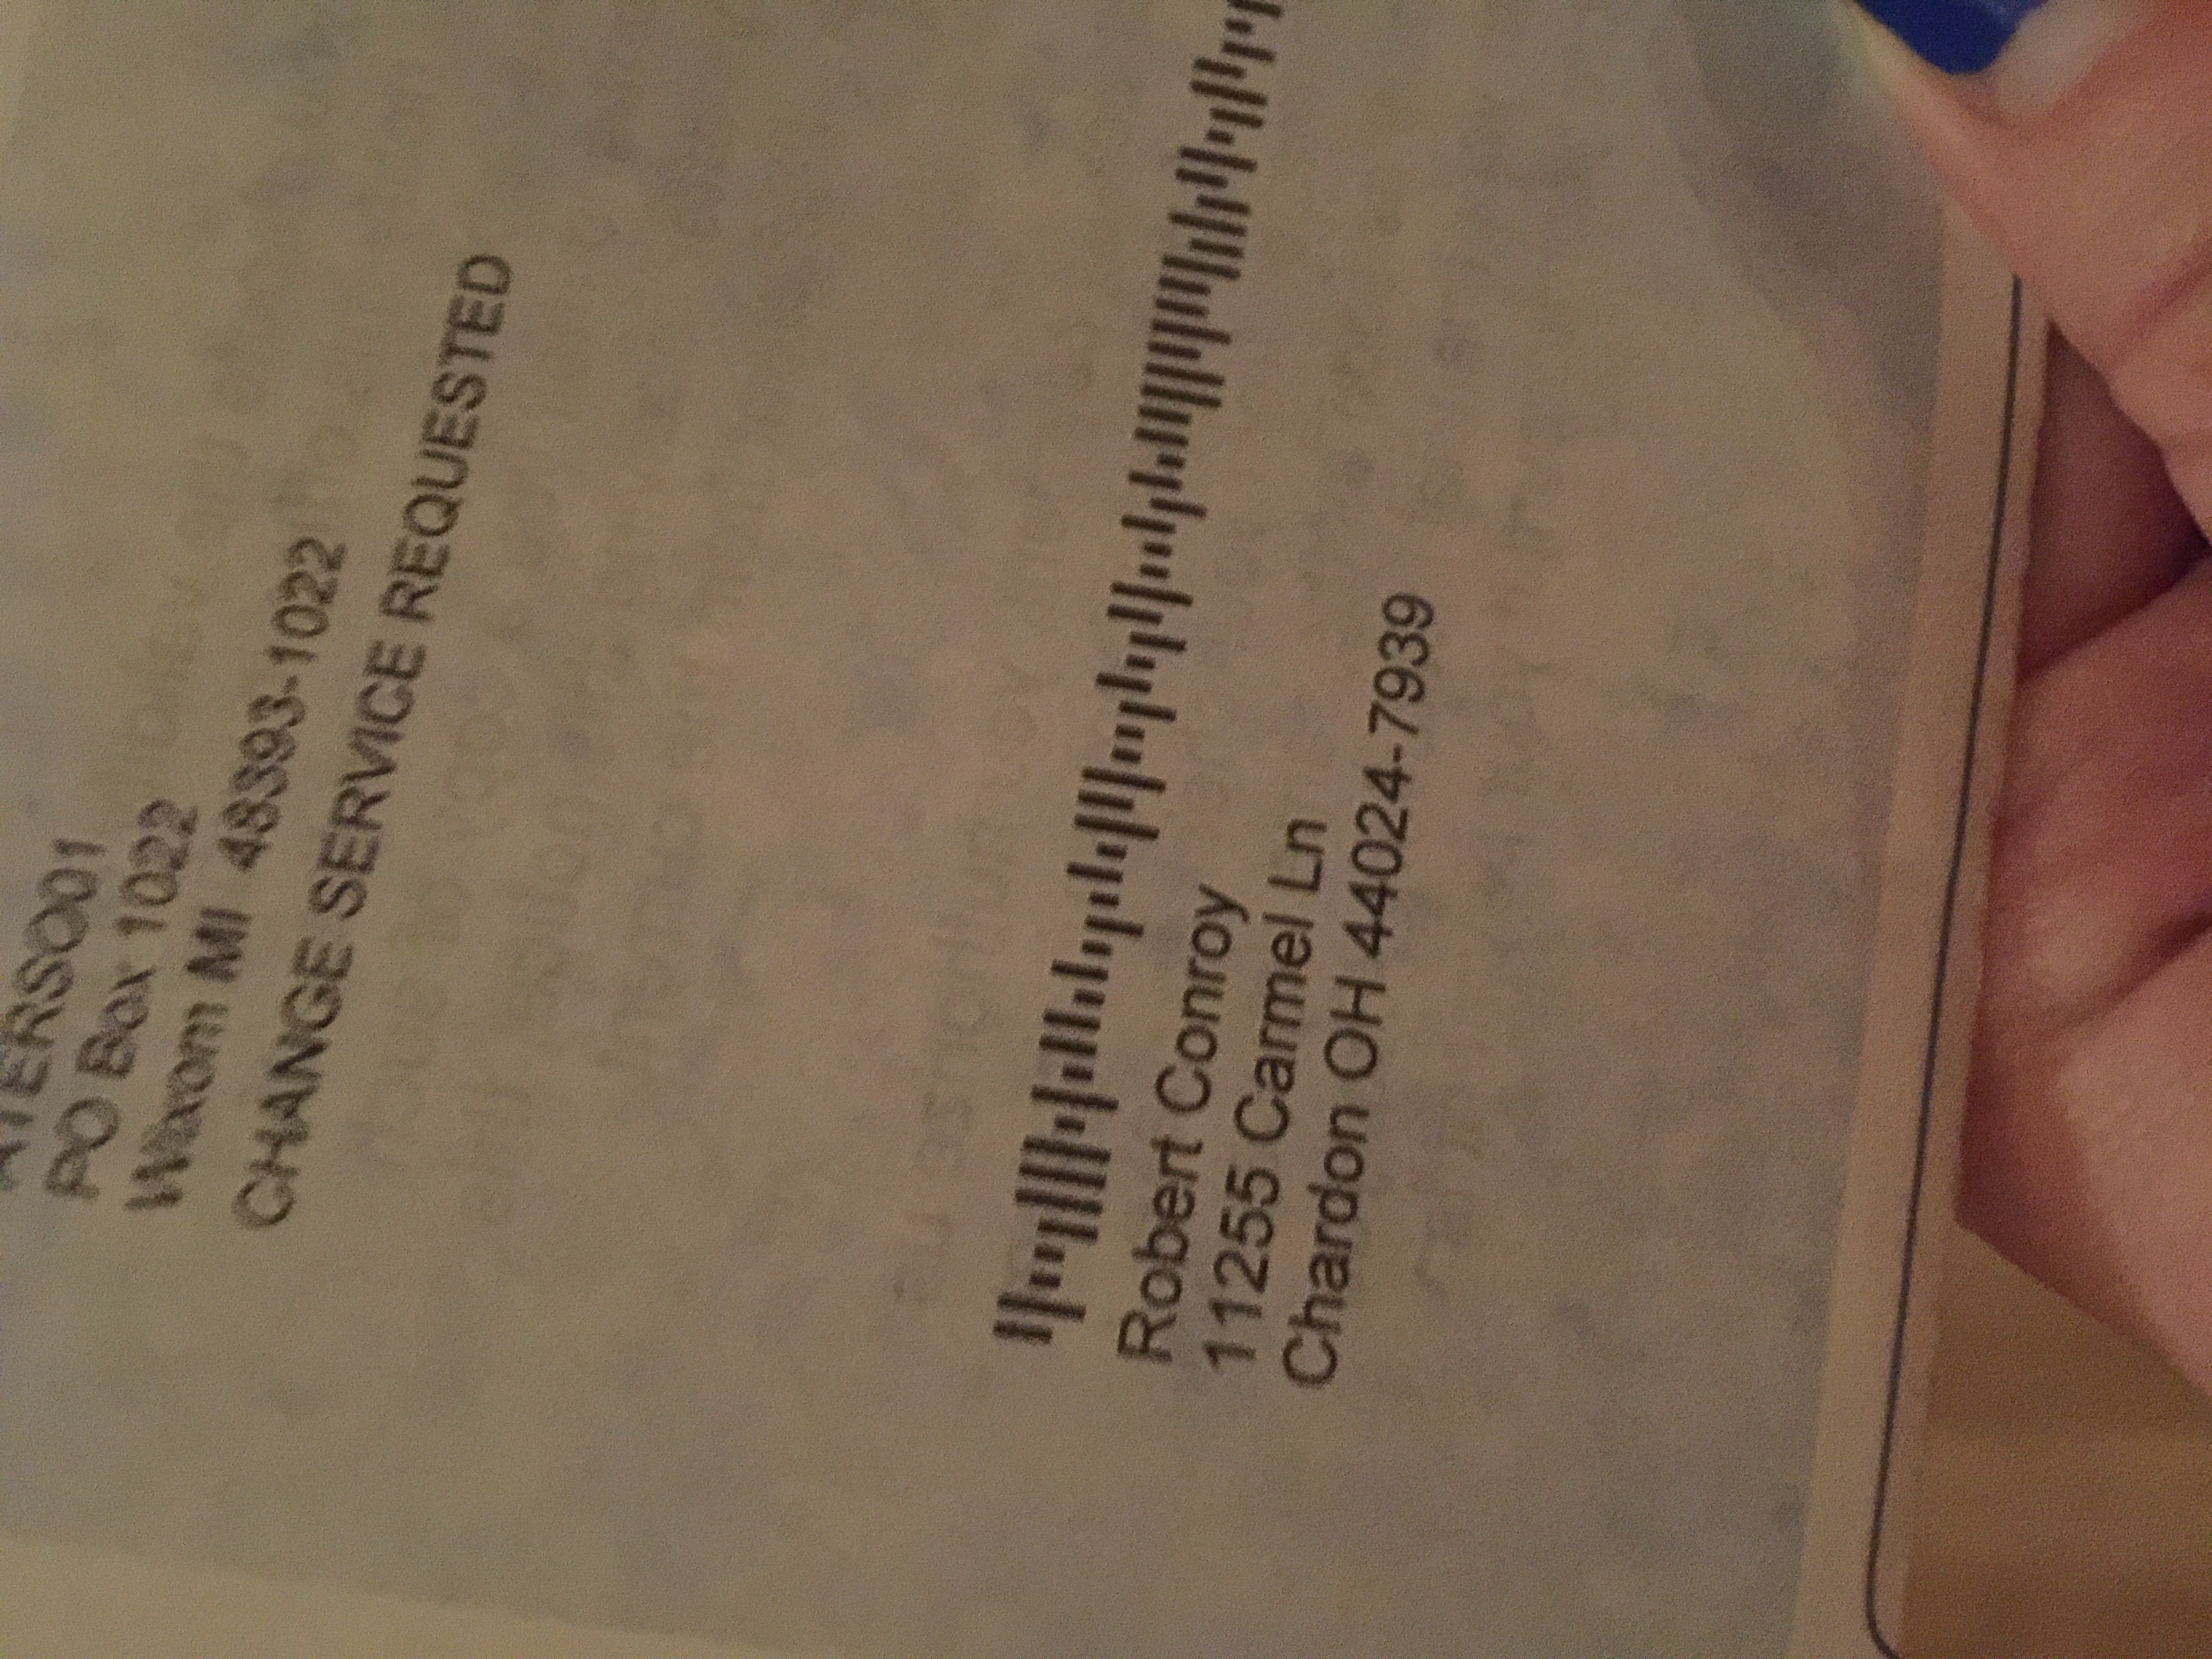 ATERSO01
PO Box 1022
Wixom MI 48393-1022
CHANGE SERVICE REQUESTED
Robert Conroy
11255 Carmel Ln
Chardon OH 44024-7939